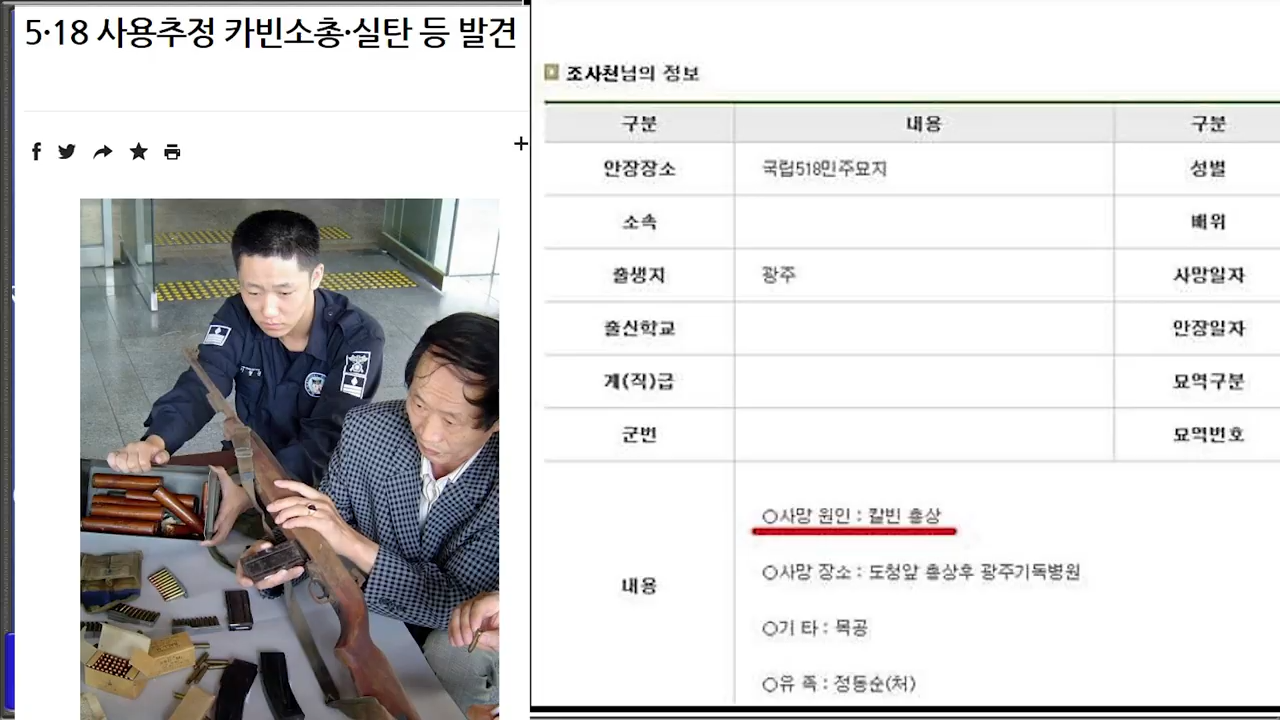 5·18 사용추정 카빈소총·실탄 등 발견
조사천님의 정보
구분 내용 구분
안장장소 국립518민주묘지 성별
소속 배위
출생지 광주 사망일자
출신학교 안장일자
계(직)급 묘역구분
군번 묘역번호
내용
○사망 원인 : 칼빈 총상
○사망 장소 : 도청앞 총상후 광주기독병원
○기 타 : 목공
○유 족 : 정동순(처)